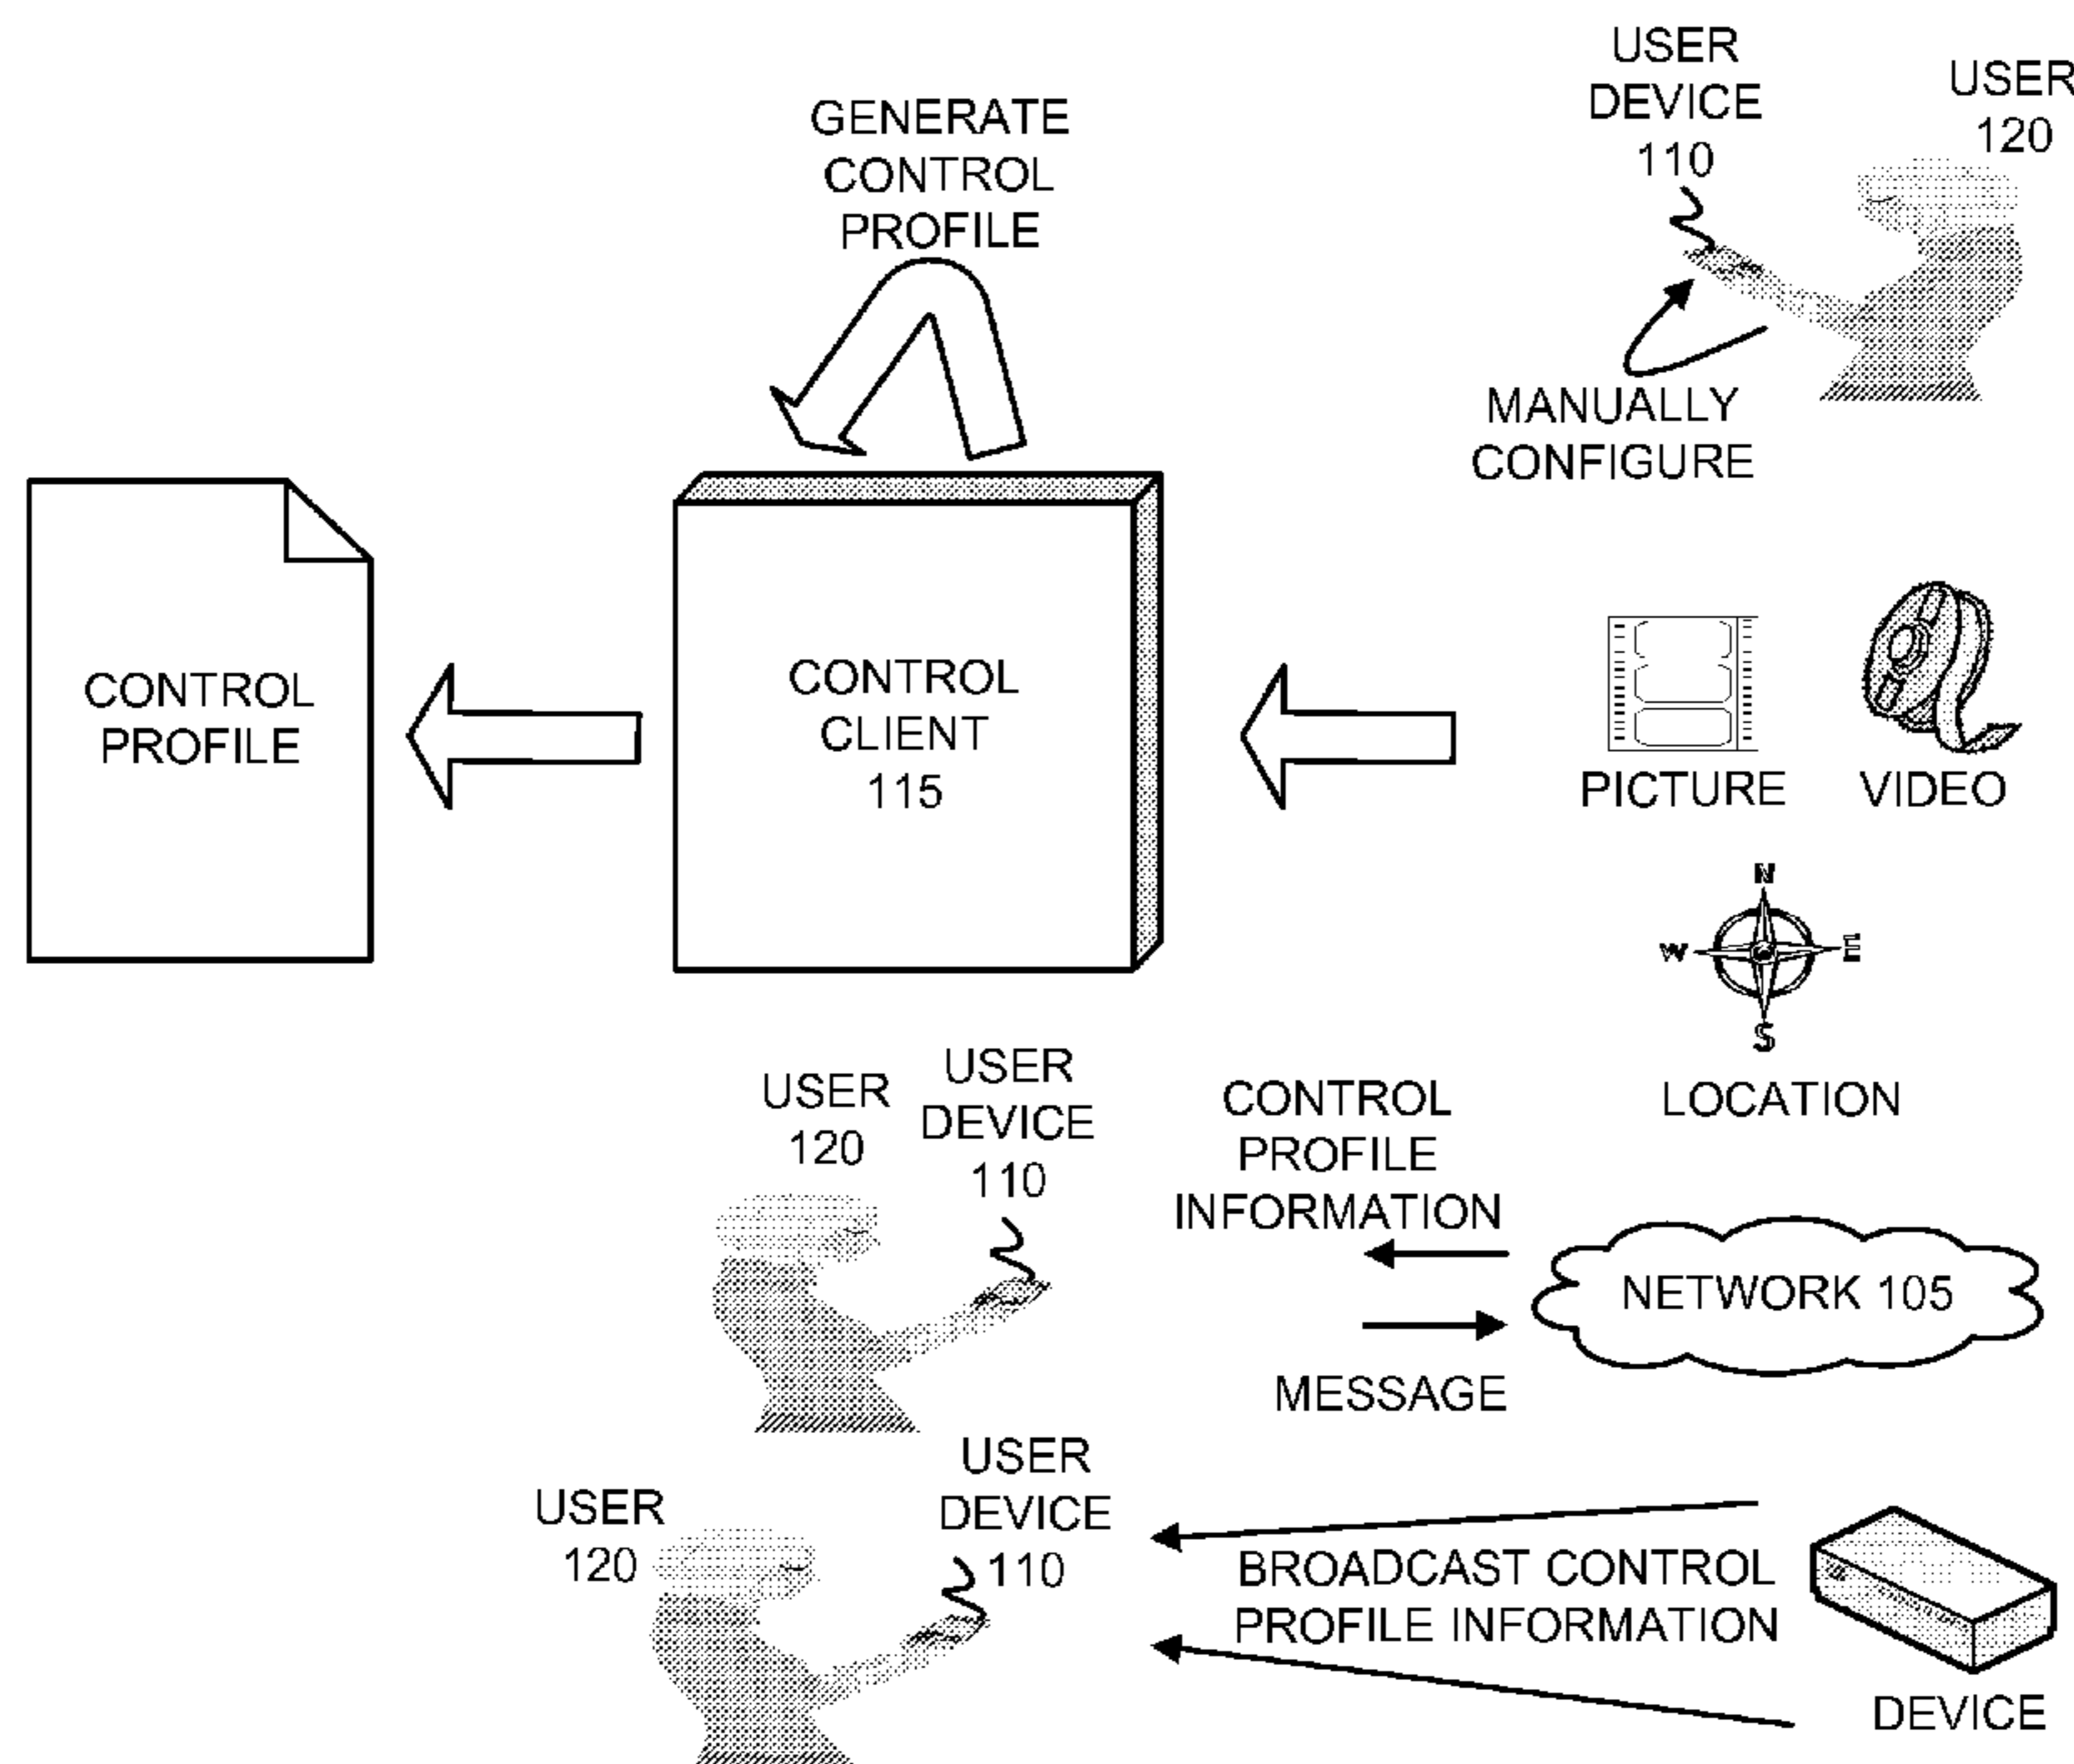 USER
DEVICE
110
USER
120
GENERATE
CONTROL
PROFILE
MANUALLY
CONFIGURE
CONTROL
PROFILE
CONTROL
CLIENT
115
PICTURE
VIDEO
N
W
E
S
LOCATION
USER
120
USER
DEVICE
110
CONTROL
PROFILE
INFORMATION
NETWORK 105
MESSAGE
USER
120
USER
DEVICE
110
BROADCAST CONTROL
PROFILE INFORMATION
DEVICE